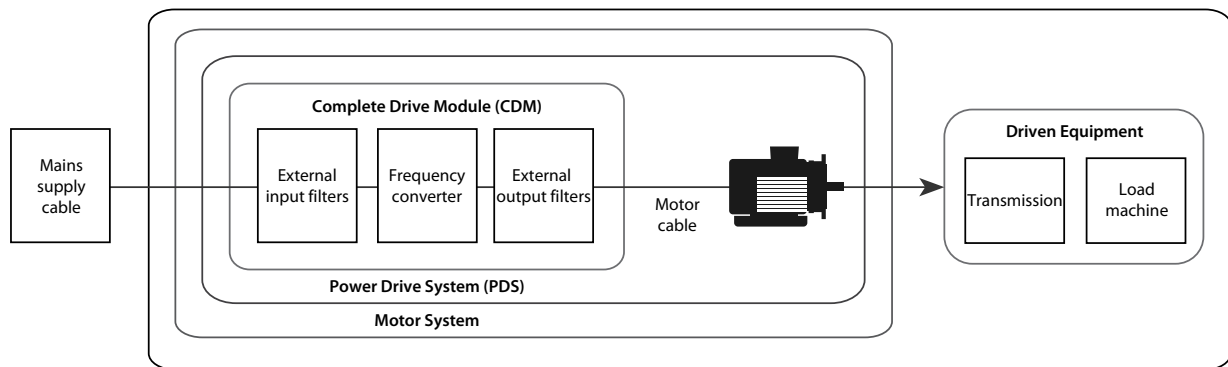 Complete Drive Module (CDM)
Mains
supply
cable
External
input filters
Frequency
converter
External
output filters
Motor
cable
Driven Equipment
Transmission
Load
machine
Power Drive System (PDS)
Motor System